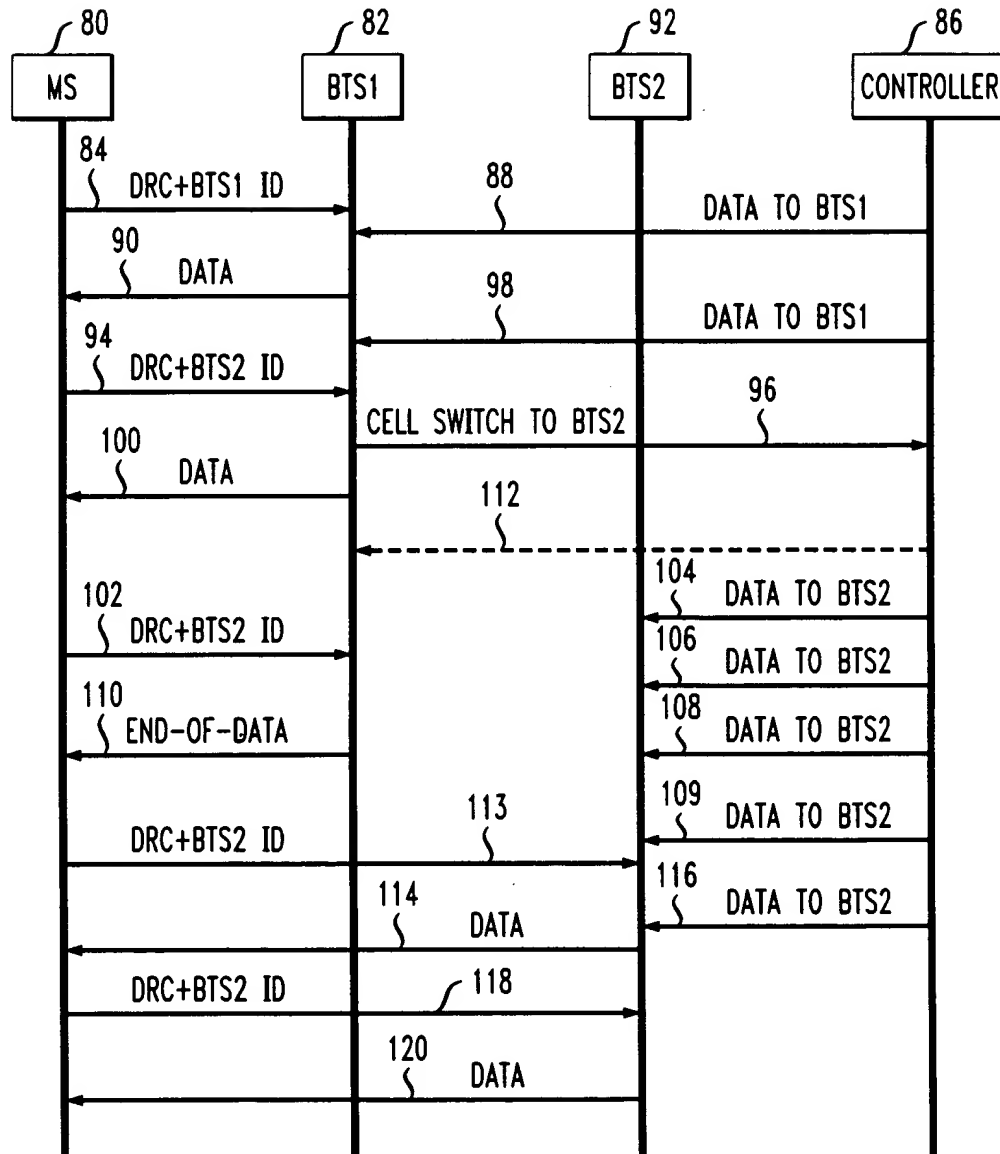 80 82 92 86
MS BTS1 BTS2 CONTROLLER
84
DRC+BTS1 ID
88
DATA TO BTS1
90
DATA
98
DATA TO BTS1
94
DRC+BTS2 ID
CELL SWITCH TO BTS2
96
100
DATA
112
104
DATA TO BTS2
102
DRC+BTS2 ID
106
DATA TO BTS2
110
END-OF-DATA
108
DATA TO BTS2
109
DATA TO BTS2
DRC+BTS2 ID
113
116
DATA TO BTS2
114
DATA
DRC+BTS2 ID
118
120
DATA